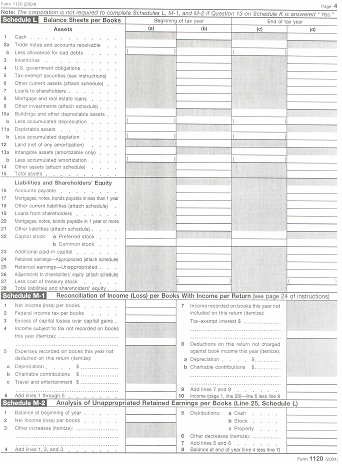 Form 1120 (2004) Page 4
Note: The corporation is not required to complete Schedules L, M-1, and M-2 if Question 13 on Schedule K is answered "Yes."
Schedule L Balance Sheets per Books Beginning of tax year End of tax year
Assets (a) (b) (c) (d)
1 Cash
2a Trade notes and accounts receivable
b Less allowance for bad debts ( ) ( )
3 Inventories
4 U.S. government obligations
5 Tax-exempt securities (see instructions)
6 Other current assets (attach schedule)
7 Loans to shareholders
8 Mortgage and real estate loans
9 Other investments (attach schedule)
10a Buildings and other depreciable assets
b Less accumulated depreciation ( ) ( )
11a Depletable assets
b Less accumulated depletion ( ) ( )
12 Land (net of any amortization)
13a Intangible assets (amortizable only)
b Less accumulated amortization ( ) ( )
14 Other assets (attach schedule)
15 Total assets
Liabilities and Shareholders' Equity
16 Accounts payable
17 Mortgages, notes, bonds payable in less than 1 year
18 Other current liabilities (attach schedule)
19 Loans from shareholders
20 Mortgages, notes, bonds payable in 1 year or more
21 Other liabilities (attach schedule)
22 Capital stock: a Preferred stock
b Common stock
23 Additional paid-in capital
24 Retained earnings—Appropriated (attach schedule)
25 Retained earnings—Unappropriated
26 Adjustments to shareholders' equity (attach schedule)
27 Less cost of treasury stock ( ) ( )
28 Total liabilities and shareholders' equity
Schedule M-1 Reconciliation of Income (Loss) per Books With Income per Return (see page 24 of instructions)
1 Net income (loss) per books
2 Federal income tax per books
3 Excess of capital losses over capital gains
4 Income subject to tax not recorded on books
this year (itemize):
5 Expenses recorded on books this year not
deducted on this return (itemize):
a Depreciation $
b Charitable contributions $
c Travel and entertainment $
6 Add lines 1 through 5
7 Income recorded on books this year not
included on this return (itemize):
Tax-exempt interest $
8 Deductions on this return not charged
against book income this year (itemize):
a Depreciation $
b Charitable contributions $
9 Add lines 7 and 8
10 Income (page 1, line 28)—line 6 less line 9
Schedule M-2 Analysis of Unappropriated Retained Earnings per Books (Line 25, Schedule L)
1 Balance at beginning of year
2 Net income (loss) per books
3 Other increases (itemize):
4 Add lines 1, 2, and 3
5 Distributions: a Cash
b Stock
c Property
6 Other decreases (itemize):
7 Add lines 5 and 6
8 Balance at end of year (line 4 less line 7)
Form 1120 (2004)